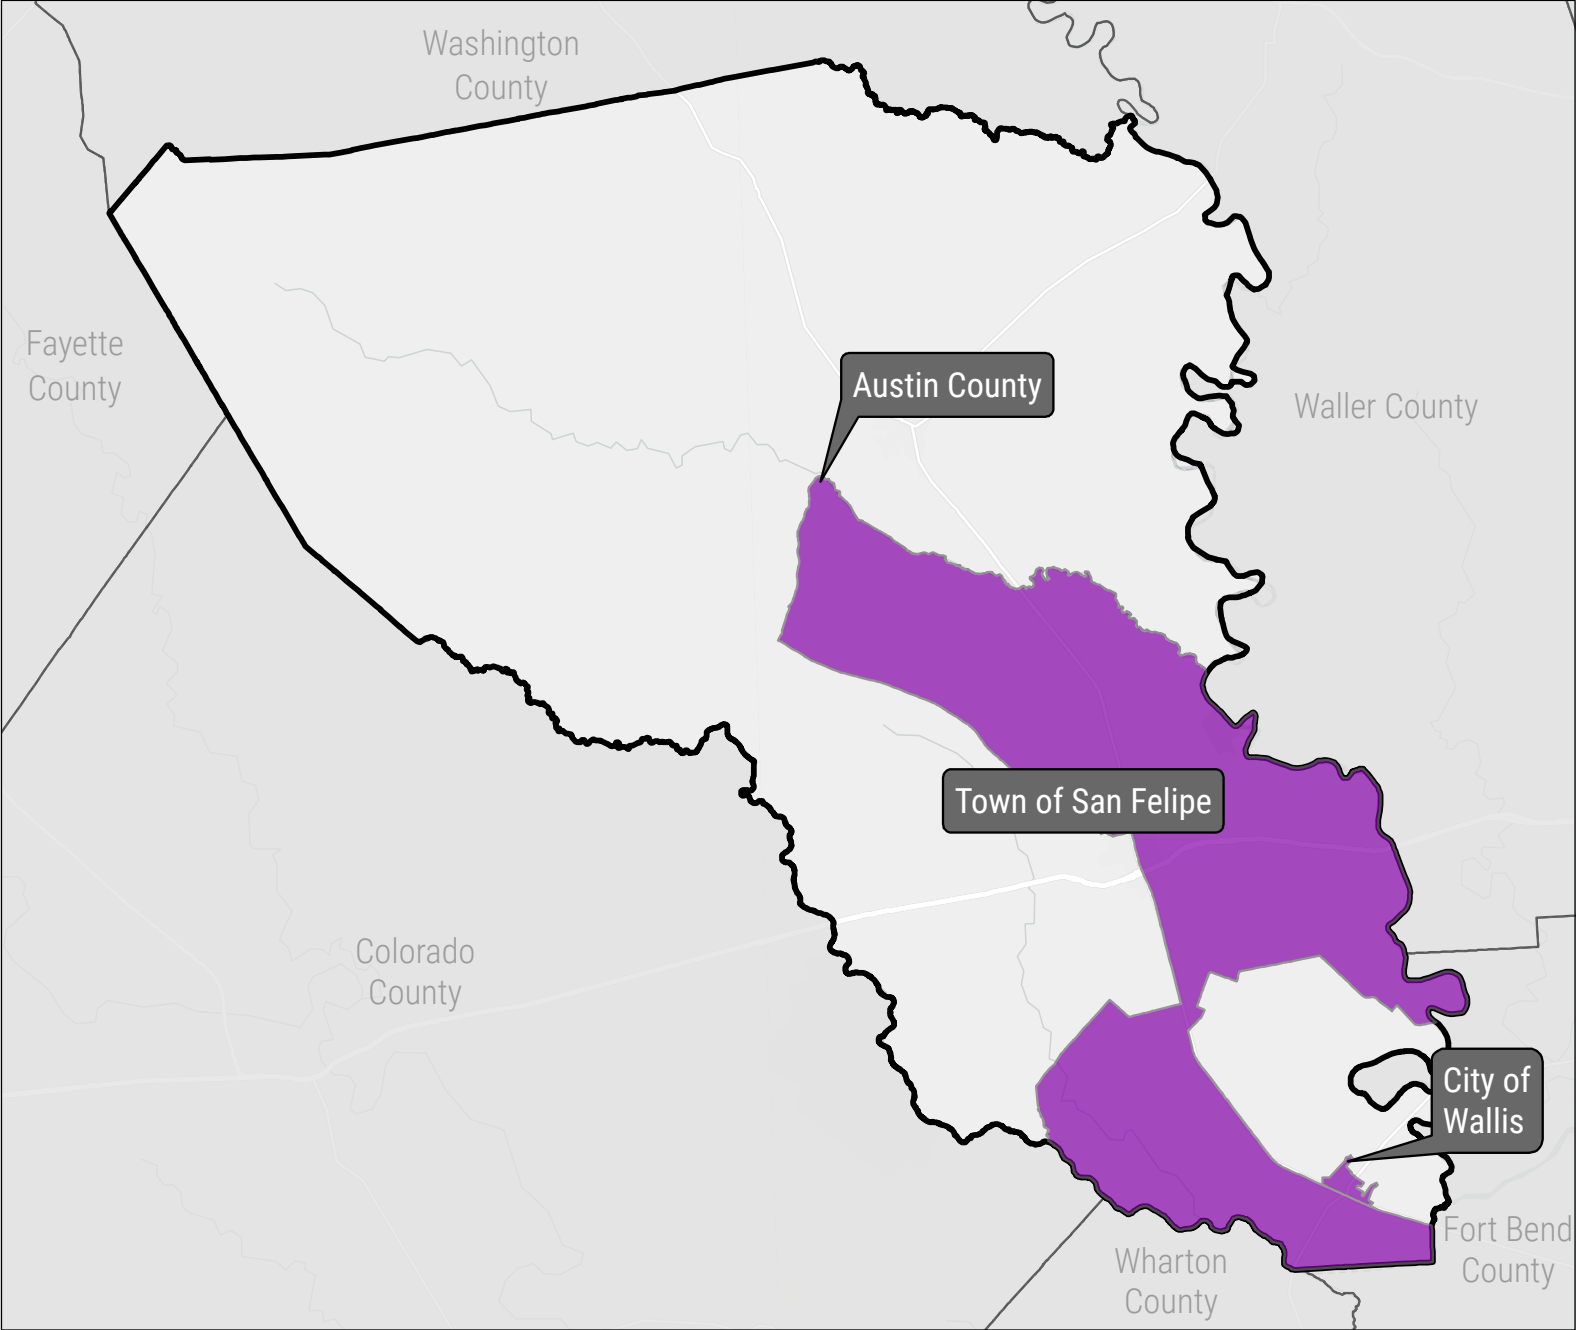 Washington
County
Fayette
County
Austin County
Waller County
Town of San Felipe
Colorado
County
City of
Wallis
Fort Bend
County
Wharton
County